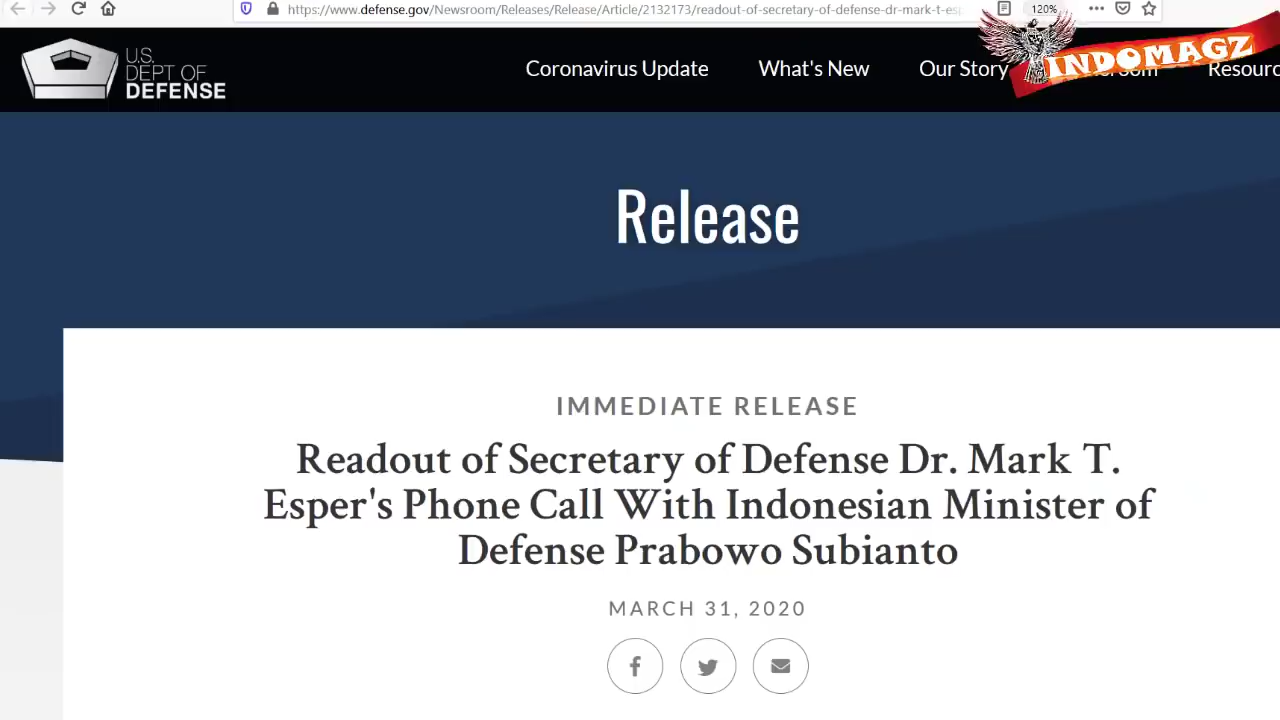 https://www.defense.gov/Newsroom/Releases/Release/Article/2132173/readout-of-secretary-of-defense-dr-mark-t-esp
120%
U.S.
DEPT OF
DEFENSE
Coronavirus Update
What's New
Our Story
Resourc
INDOMAGZ
Release
IMMEDIATE RELEASE
Readout of Secretary of Defense Dr. Mark T.
Esper's Phone Call With Indonesian Minister of
Defense Prabowo Subianto
MARCH 31, 2020